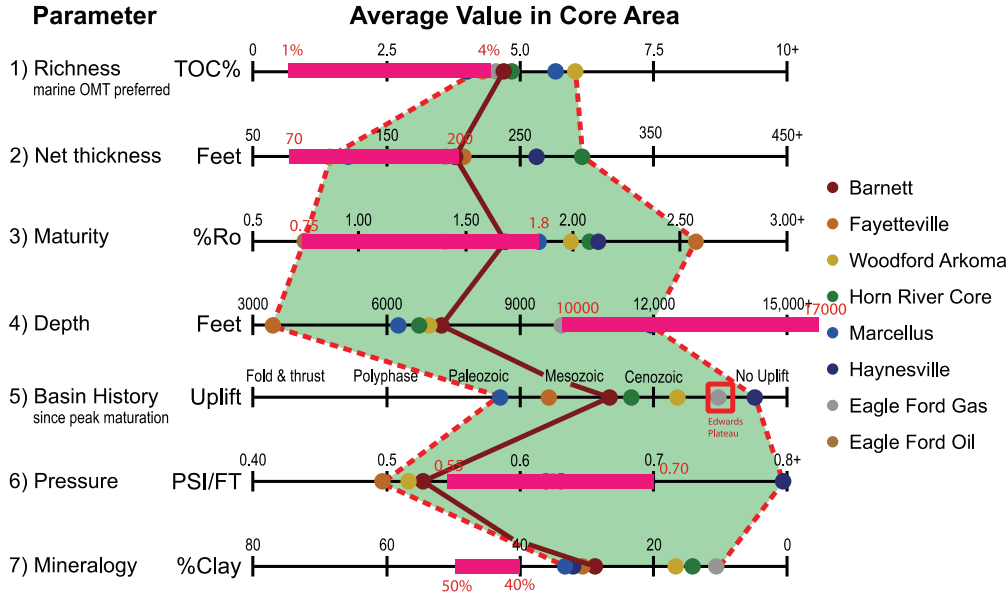 Parameter Average Value in Core Area
0 2.5 5.0 7.5 10+
1% 4%
1) Richness TOC%
marine OMT preferred
50 150 250 350 450+
70 200
2) Net thickness Feet
0.5 1.00 1.50 2.00 2.50 3.00+
0.75 1.8
3) Maturity %Ro
3000 6000 9000 12,000 15,000+
10000 17000
4) Depth Feet
Fold & thrust Polyphase Paleozoic Mesozoic Cenozoic No Uplift
5) Basin History Uplift
since peak maturation
Edwards
Plateau
0.40 0.5 0.6 0.7 0.8+
0.55 0.70
6) Pressure PSI/FT
80 60 40 20 0
7) Mineralogy %Clay
50% 40%
Barnett
Fayetteville
Woodford Arkoma
Horn River Core
Marcellus
Haynesville
Eagle Ford Gas
Eagle Ford Oil